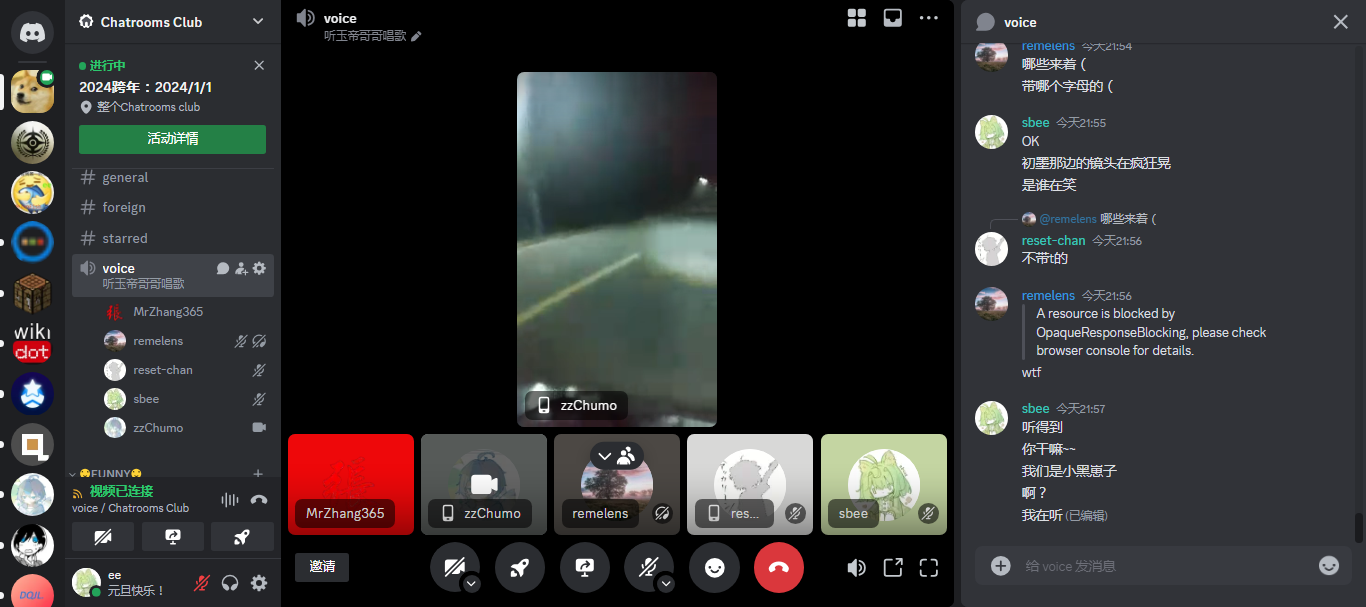 Chatrooms Club
进行中
2024跨年：2024/1/1
整个Chatrooms club
活动详情
general
foreign
starred
voice
听玉帝哥哥唱歌
MrZhang365
remelens
reset-chan
sbee
zzChumo
FUNNY
视频已连接
voice / Chatrooms Club
ee
元旦快乐！
wiki
dot
DQJL
voice
听玉帝哥哥唱歌
zzChumo
MrZhang365
zzChumo
remelens
res...
sbee
邀请
voice
remelens 今天21:54
哪些来着（
带哪个字母的（
sbee 今天21:55
OK
初墨那边的镜头在疯狂晃
是谁在笑
@remelens 哪些来着（
reset-chan 今天21:56
不带t的
remelens 今天21:56
A resource is blocked by
OpaqueResponseBlocking, please check
browser console for details.
wtf
sbee 今天21:57
听得到
你干嘛~~
我们是小黑崽子
啊？
我在听 (已编辑)
给 voice 发消息